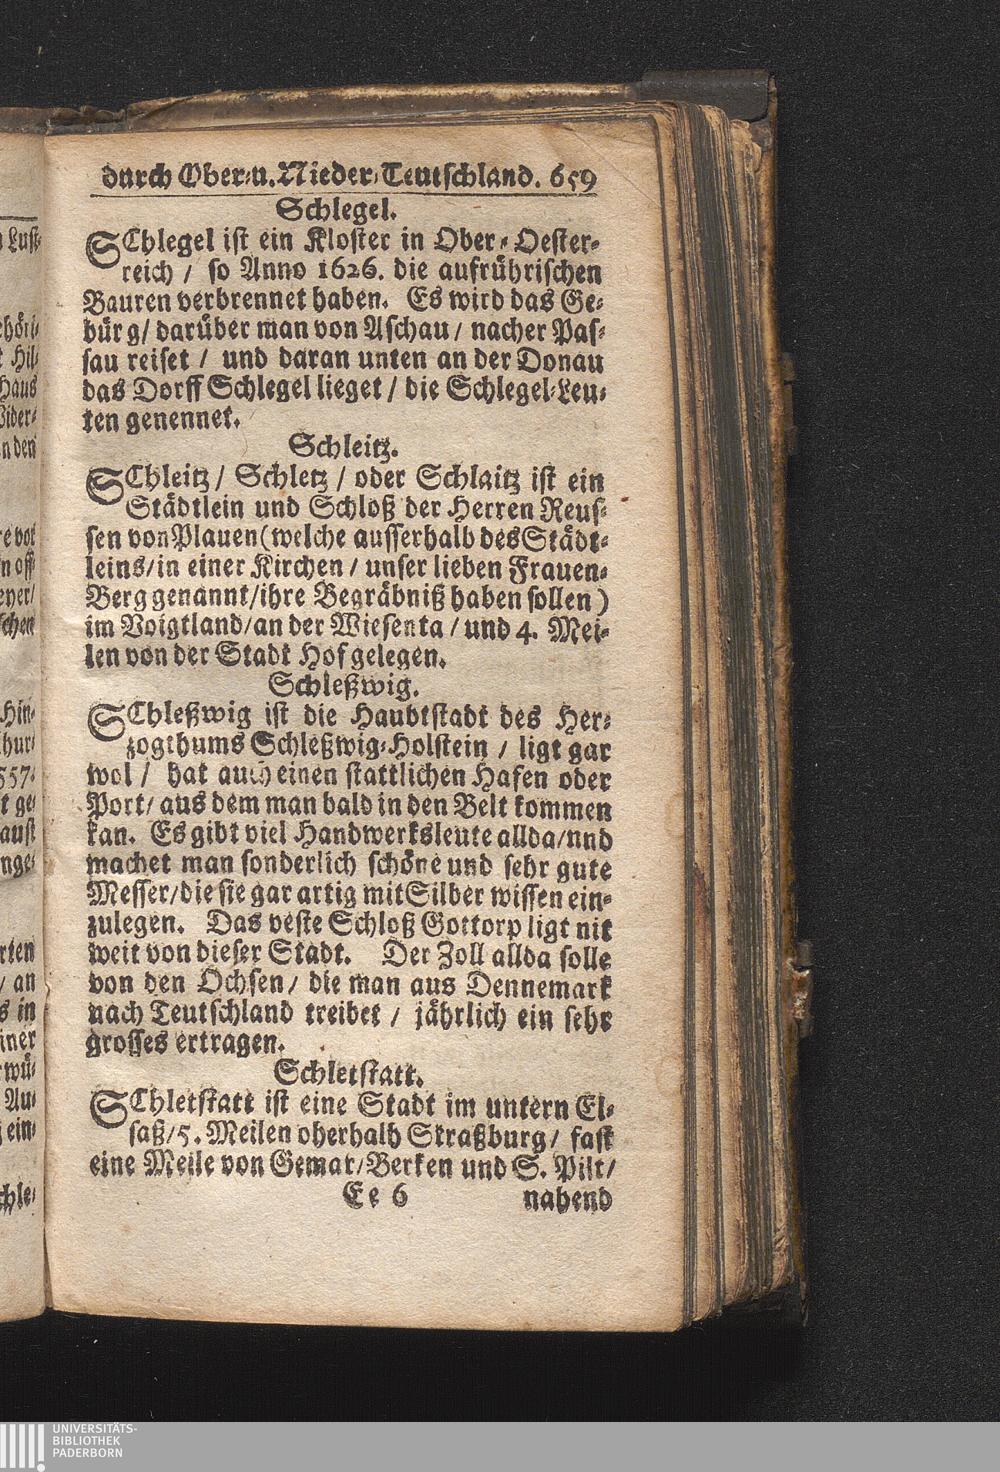 durch Ober-u. Nieder-Teutschland. 659
Schlegel.
SChlegel ist ein Kloster in Ober-Oester-
reich / so Anno 1626. die aufrührischen
Bauren verbrennet haben. Es wird das Ge-
bürg / darüber man von Aschau / nacher Pas-
sau reiset / und daran unten an der Donau
das Dorff Schlegel lieget / die Schlegel-Leu-
ten genennet.
Schleitz.
SChleitz / Schletz / oder Schlaitz ist ein
Städtlein und Schloß der Herren Reus-
sen von Plauen (welche ausserhalb des Städt-
leins / in einer Kirchen / unser lieben Frauen-
Berg genannt / ihre Begräbniß haben sollen)
im Voigtland / an der Wiesenta / und 4. Mei-
len von der Stadt Hof gelegen.
Schleßwig.
SChleßwig ist die Haubtstadt des Her-
zogthums Schleßwig-Holstein / ligt gar
wol / hat auch einen stattlichen Hafen oder
Port / aus dem man bald in den Belt kommen
kan. Es gibt viel Handwerksleute allda / nnd
machet man sonderlich schöne und sehr gute
Messer / die sie gar artig mit Silber wissen ein-
zulegen. Das veste Schloß Gottorp ligt nit
weit von dieser Stadt. Der Zoll allda solle
von den Ochsen / die man aus Dennemark
nach Teutschland treibet / jährlich ein sehr
grosses ertragen.
Schletstatt.
SChletstatt ist eine Stadt im untern El-
saß / 5. Meilen oherhalb Straßburg / fast
eine Meile von Gemar / Berken und S. Pilt /
Ee 6 nahend
UNIVERSITÄTS-
BIBLIOTHEK
PADERBORN